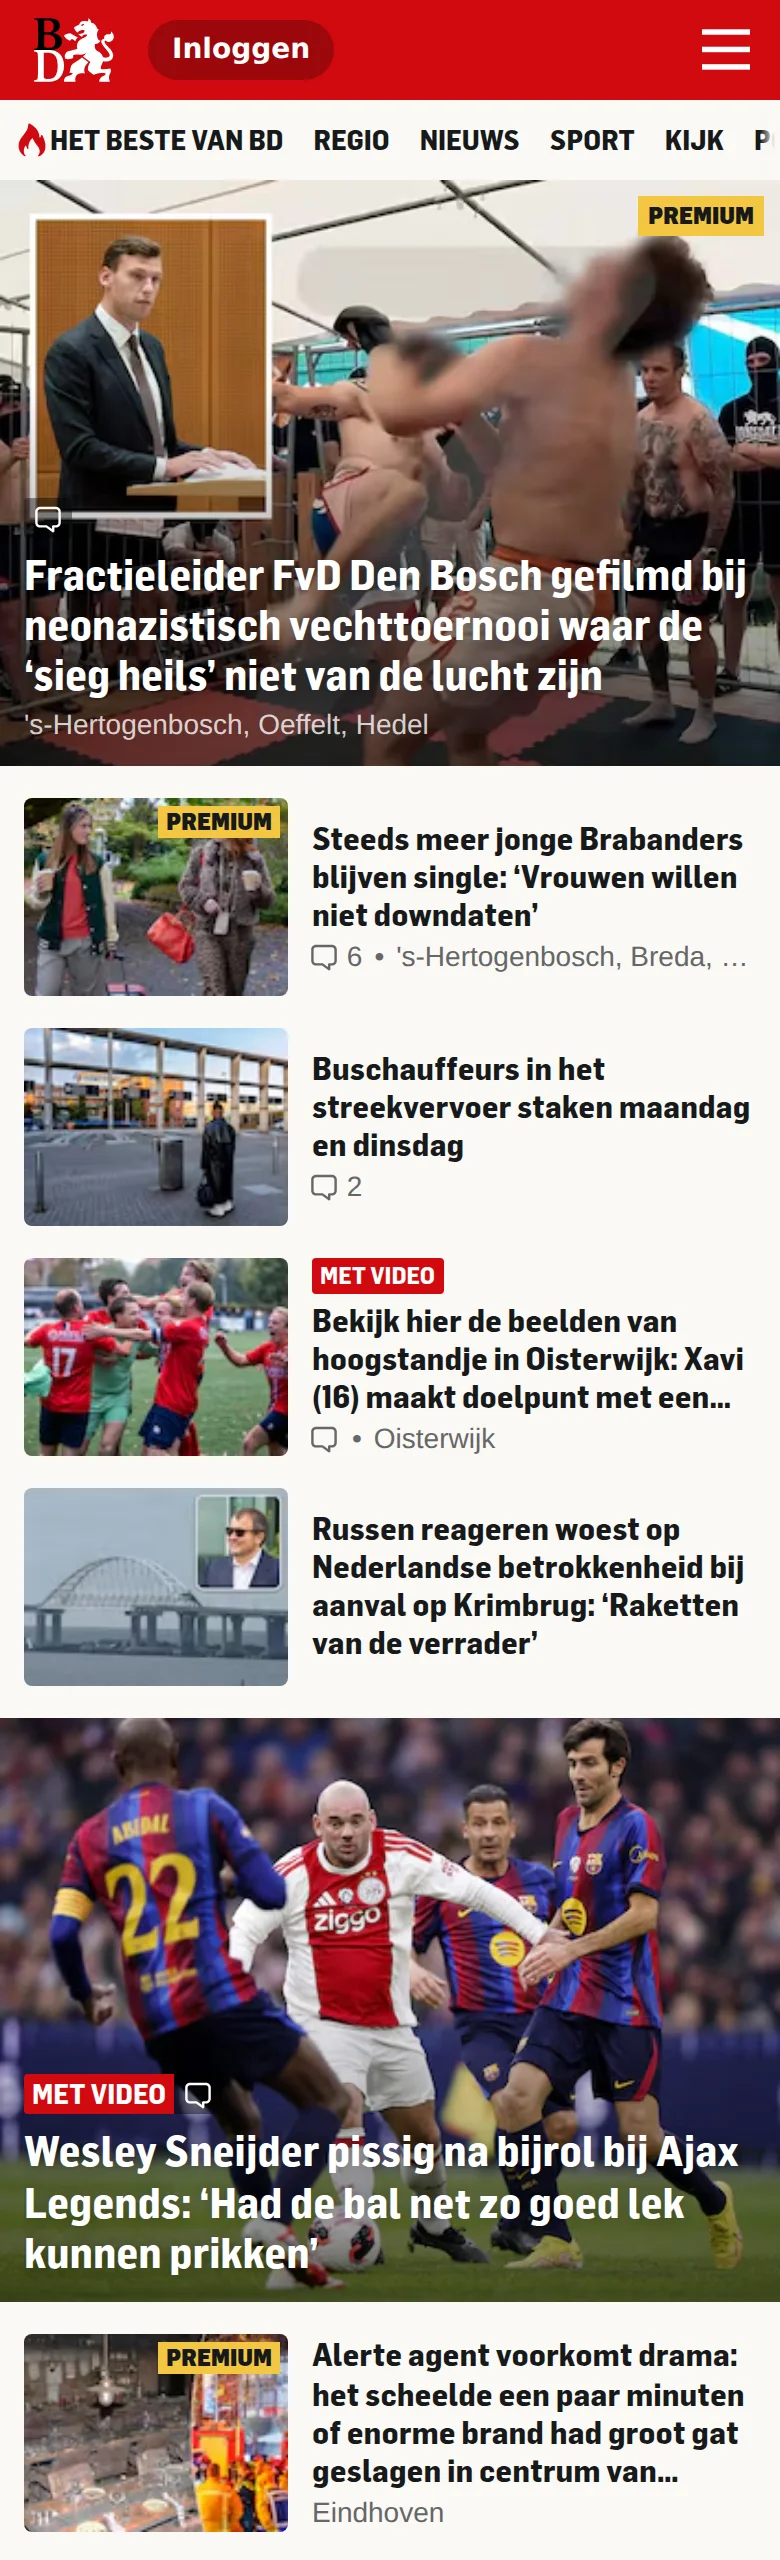 BD
Inloggen
HET BESTE VAN BD REGIO NIEUWS SPORT KIJK
PREMIUM
Fractieleider FvD Den Bosch gefilmd bij
neonazistisch vechttoernooi waar de
‘sieg heils’ niet van de lucht zijn
's-Hertogenbosch, Oeffelt, Hedel
PREMIUM
Steeds meer jonge Brabanders
blijven single: ‘Vrouwen willen
niet downdaten’
6 • 's-Hertogenbosch, Breda, …
Buschauffeurs in het
streekvervoer staken maandag
en dinsdag
2
17
MET VIDEO
Bekijk hier de beelden van
hoogstandje in Oisterwijk: Xavi
(16) maakt doelpunt met een...
• Oisterwijk
Russen reageren woest op
Nederlandse betrokkenheid bij
aanval op Krimbrug: ‘Raketten
van de verrader’
ABIDAL
22
ziggo
MET VIDEO
Wesley Sneijder pissig na bijrol bij Ajax
Legends: ‘Had de bal net zo goed lek
kunnen prikken’
PREMIUM
Alerte agent voorkomt drama:
het scheelde een paar minuten
of enorme brand had groot gat
geslagen in centrum van...
Eindhoven